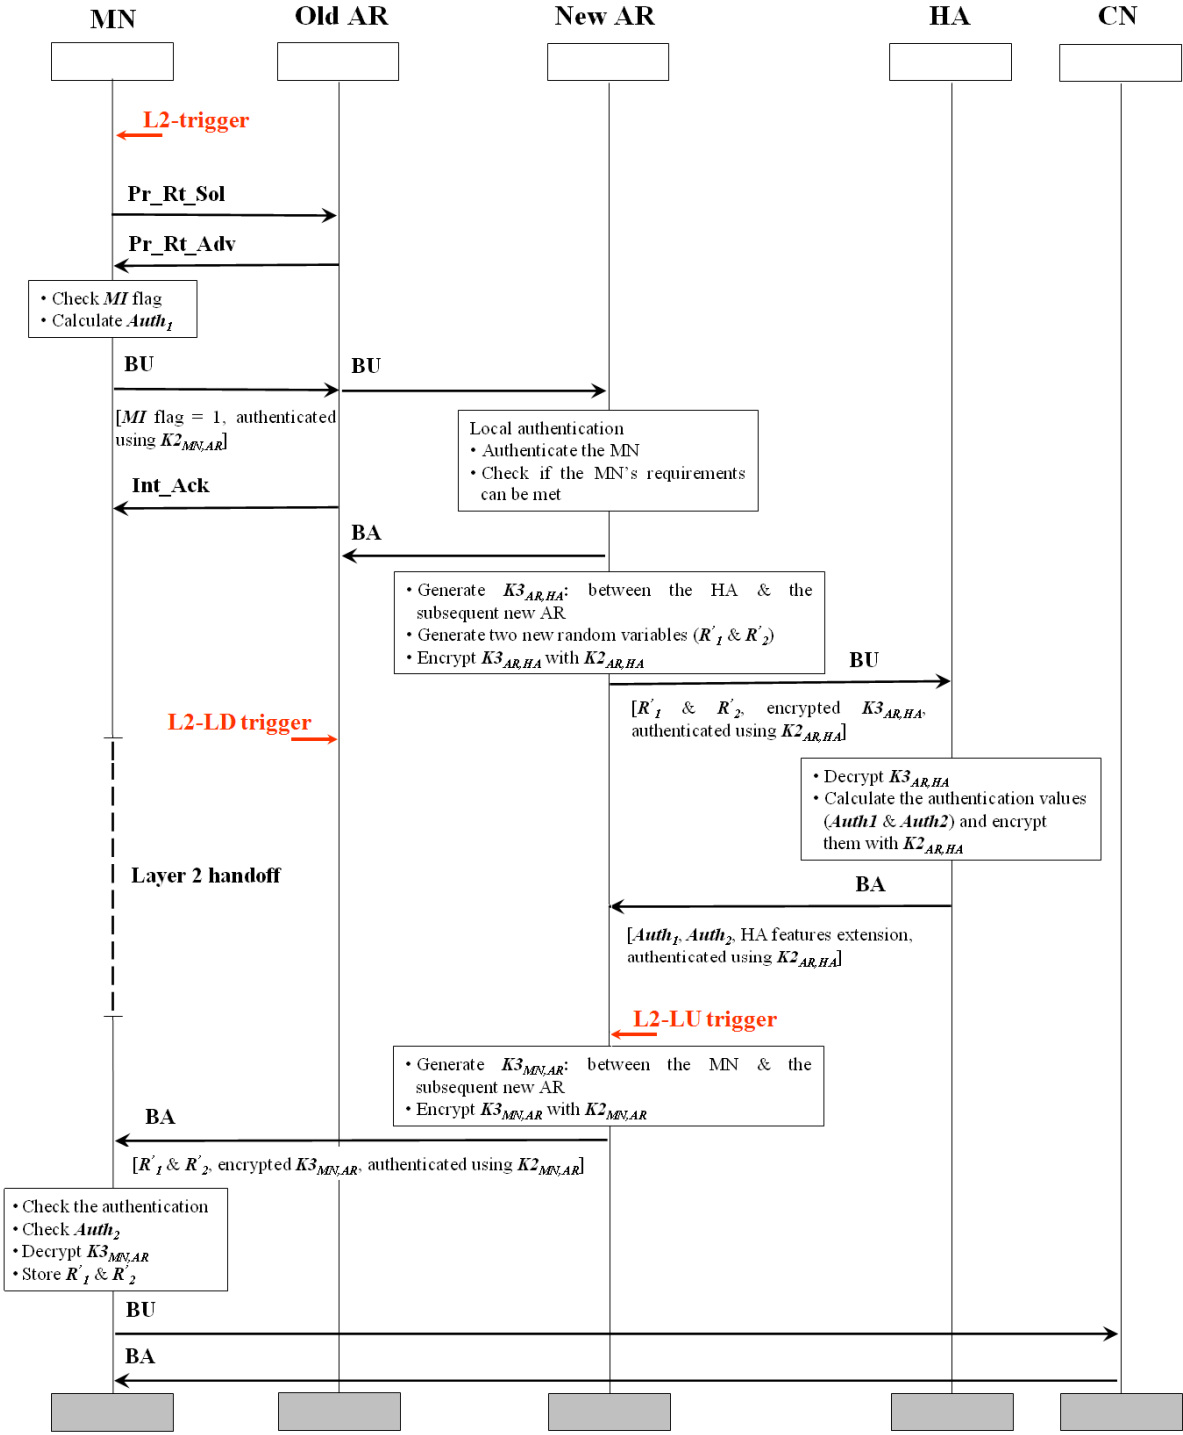 MN Old AR New AR HA CN
L2-trigger
Pr_Rt_Sol
Pr_Rt_Adv
• Check MI flag
• Calculate Auth1
BU
BU
[MI flag = 1, authenticated
using K2MN,AR]
Local authentication
• Authenticate the MN
• Check if the MN's requirements
can be met
Int_Ack
BA
• Generate K3AR,HA: between the HA & the
subsequent new AR
• Generate two new random variables (R'1 & R'2)
• Encrypt K3AR,HA with K2AR,HA
BU
[R'1 & R'2, encrypted K3AR,HA,
authenticated using K2AR,HA]
L2-LD trigger
• Decrypt K3AR,HA
• Calculate the authentication values
(Auth1 & Auth2) and encrypt
them with K2AR,HA
Layer 2 handoff
BA
[Auth1, Auth2, HA features extension,
authenticated using K2AR,HA]
L2-LU trigger
• Generate K3MN,AR: between the MN & the
subsequent new AR
• Encrypt K3MN,AR with K2MN,AR
BA
[R'1 & R'2, encrypted K3MN,AR, authenticated using K2MN,AR]
• Check the authentication
• Check Auth2
• Decrypt K3MN,AR
• Store R'1 & R'2
BU
BA